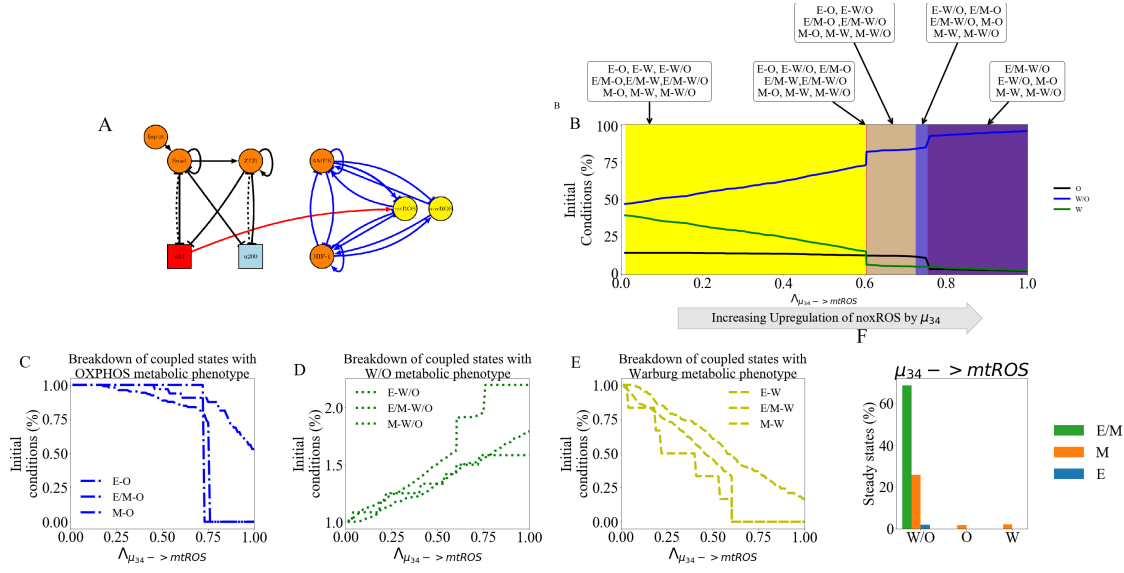 E-O, E-W/O
E/M-O ,E/M-W/O
M-O, M-W, M-W/O
E-W/O, E/M-O
E/M-W/O, M-O
M-W, M-W/O
E-O, E-W, E-W/O
E/M-O,E/M-W,E/M-W/O
M-O, M-W, M-W/O
E-O, E-W/O, E/M-O
E/M-W,E/M-W/O
M-O, M-W, M-W/O
E/M-W/O
E-W/O, M-O
M-W, M-W/O
A
Input
Snail
ZEB
u200
AMPK
HIF-1
mtROS
noxROS
B
B
Initial
Conditions (%)
100
75
50
25
0
0.0 0.2 0.4 0.6 0.8 1.0
Λμ34−>mtROS
O
W/O
W
Increasing Upregulation of noxROS by μ34
C
Breakdown of coupled states with
OXPHOS metabolic phenotype
Initial
conditions (%)
1.00
0.75
0.50
0.25
0.00
E-O
E/M-O
M-O
0.00 0.25 0.50 0.75 1.00
Λμ34−>mtROS
D
Breakdown of coupled states with
W/O metabolic phenotype
Initial
conditions (%)
2.0
1.5
1.0
E-W/O
E/M-W/O
M-W/O
0.00 0.25 0.50 0.75 1.00
Λμ34−>mtROS
E
Breakdown of coupled states with
Warburg metabolic phenotype
Initial
conditions (%)
1.00
0.75
0.50
0.25
0.00
E-W
E/M-W
M-W
0.00 0.25 0.50 0.75 1.00
Λμ34−>mtROS
F
μ34−>mtROS
Steady states (%)
60
40
20
0
W/O O W
E/M
M
E